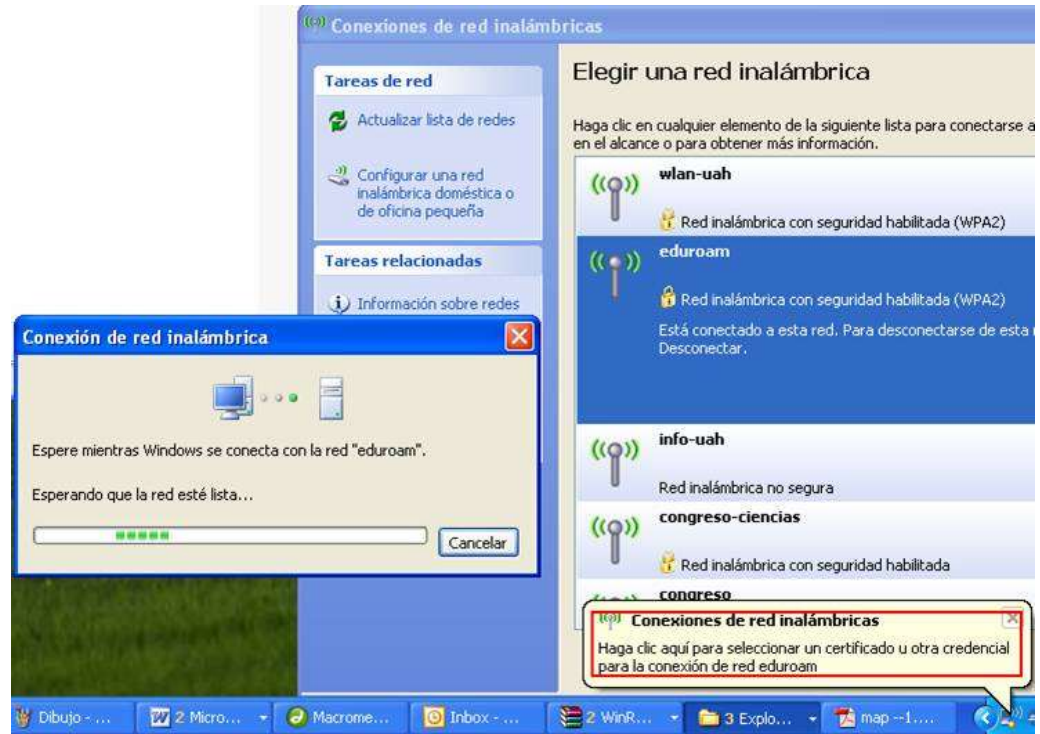 Conexiones de red inalámbricas
Tareas de red
Actualizar lista de redes
Configurar una red
inalámbrica doméstica o
de oficina pequeña
Tareas relacionadas
Información sobre redes
Elegir una red inalámbrica
Haga clic en cualquier elemento de la siguiente lista para conectarse a
en el alcance o para obtener más información.
wlan-uah
Red inalámbrica con seguridad habilitada (WPA2)
eduroam
Red inalámbrica con seguridad habilitada (WPA2)
Está conectado a esta red. Para desconectarse de esta
Desconectar.
info-uah
Red inalámbrica no segura
congreso-ciencias
Red inalámbrica con seguridad habilitada
congreso
Conexión de red inalámbrica
Espere mientras Windows se conecta con la red "eduroam".
Esperando que la red esté lista...
Cancelar
Conexiones de red inalámbricas
Haga clic aquí para seleccionar un certificado u otra credencial
para la conexión de red eduroam
Dibujo - ...
2 Micro...
Macrome...
Inbox - ...
2 WinR...
3 Explo...
map --1....